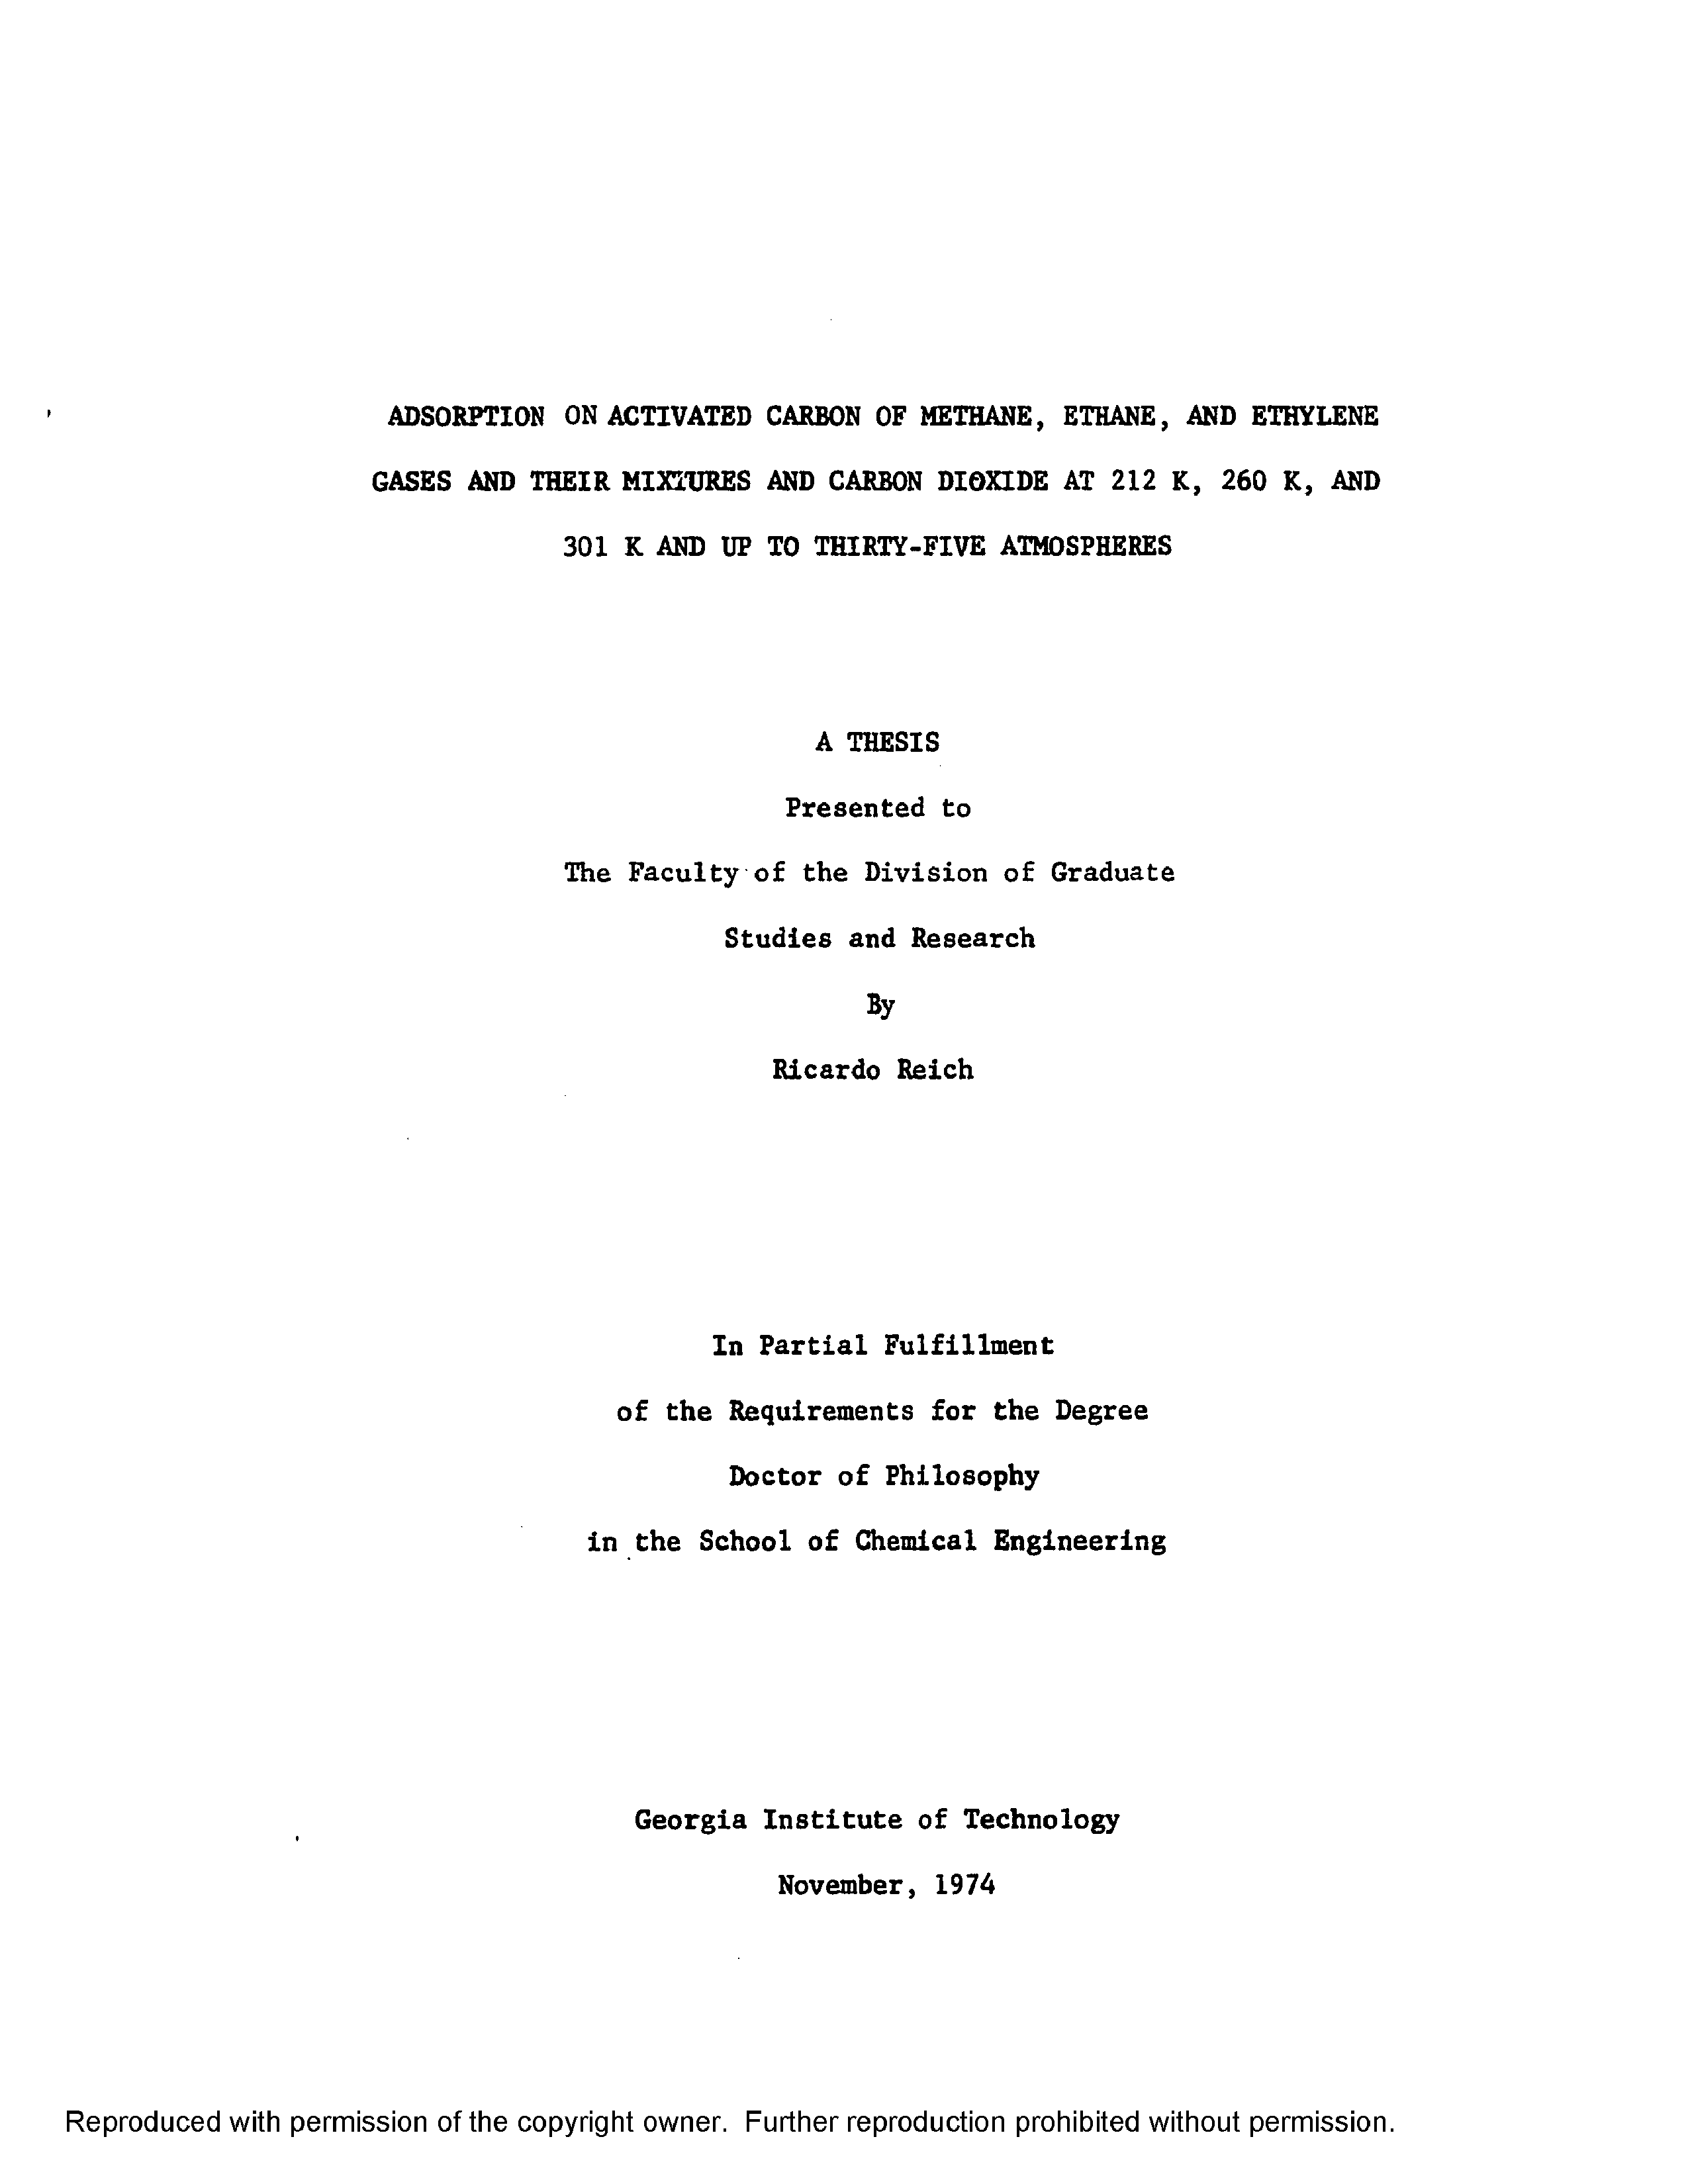 ADSORPTION ON ACTIVATED CARBON OF METHANE, ETHANE, AND ETHYLENE
GASES AND THEIR MIXTURES AND CARBON DIOXIDE AT 212 K, 260 K, AND
301 K AND UP TO THIRTY-FIVE ATMOSPHERES
A THESIS
Presented to
The Faculty of the Division of Graduate
Studies and Research
By
Ricardo Reich
In Partial Fulfillment
of the Requirements for the Degree
Doctor of Philosophy
in the School of Chemical Engineering
Georgia Institute of Technology
November, 1974
Reproduced with permission of the copyright owner. Further reproduction prohibited without permission.